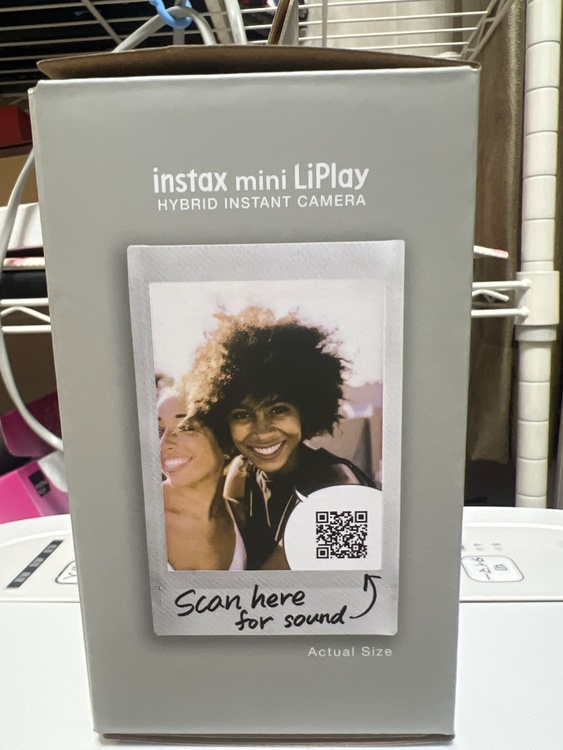 instax mini LiPlay
HYBRID INSTANT CAMERA
Scan here
for sound
Actual Size